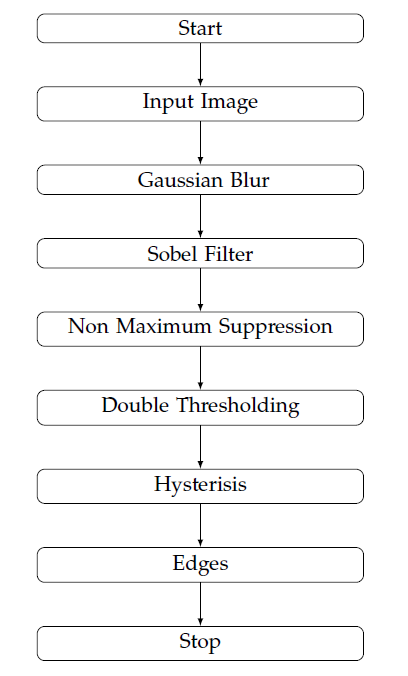 Start
Input Image
Gaussian Blur
Sobel Filter
Non Maximum Suppression
Double Thresholding
Hysterisis
Edges
Stop